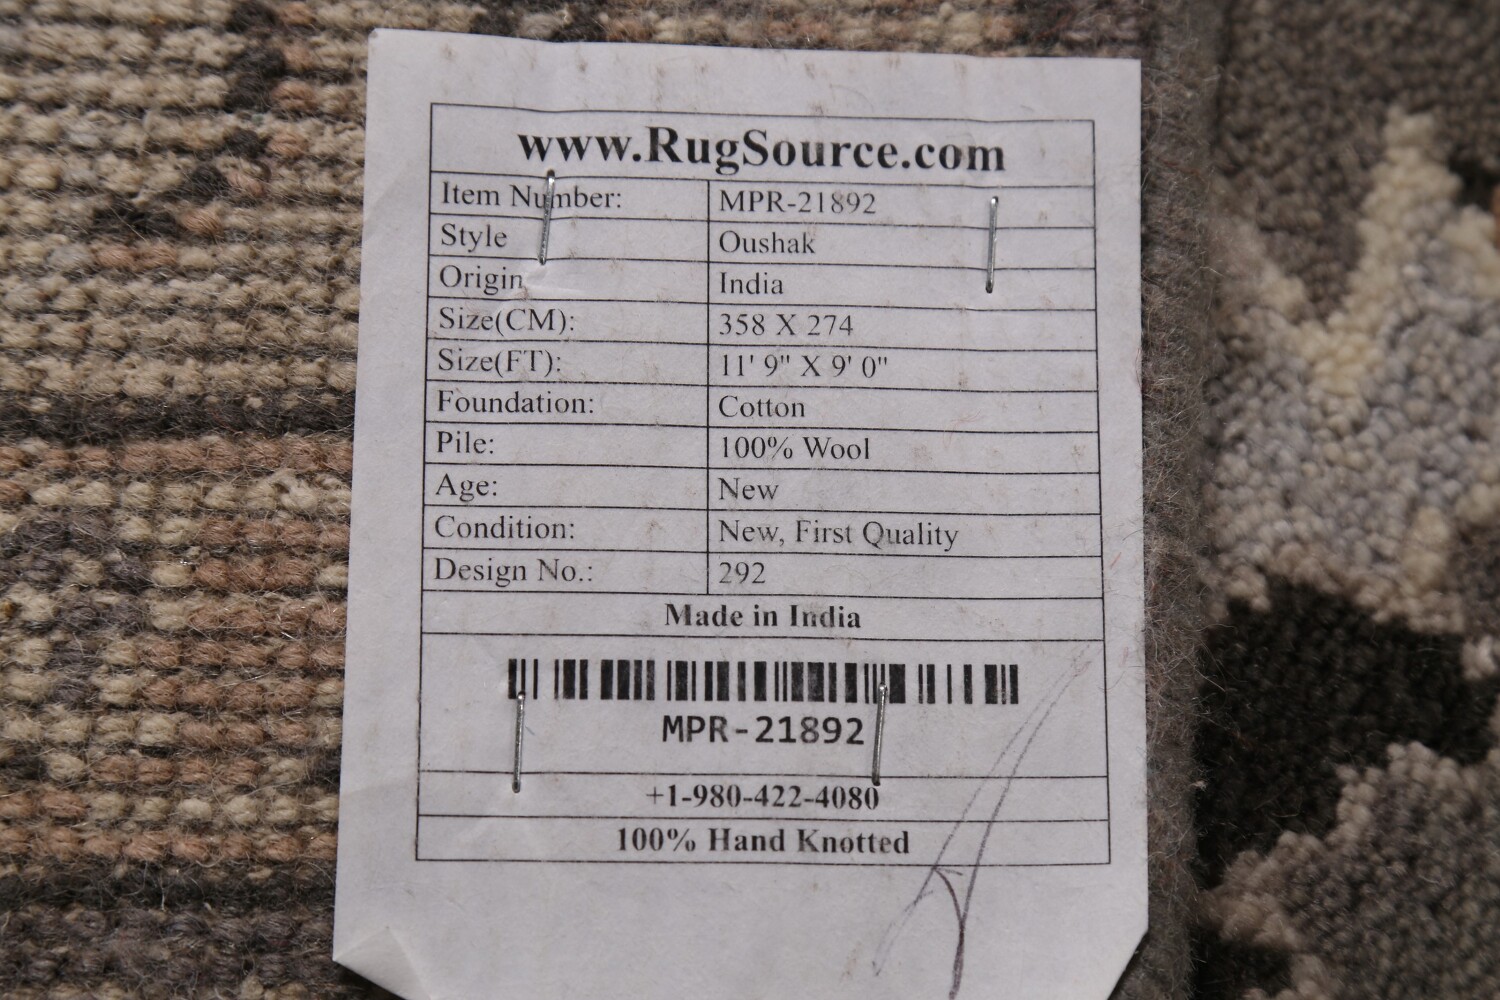 www.RugSource.com
Item Number: MPR-21892
Style Oushak
Origin India
Size(CM): 358 X 274
Size(FT): 11' 9" X 9' 0"
Foundation: Cotton
Pile: 100% Wool
Age: New
Condition: New, First Quality
Design No.: 292
Made in India
MPR-21892
+1-980-422-4080
100% Hand Knotted